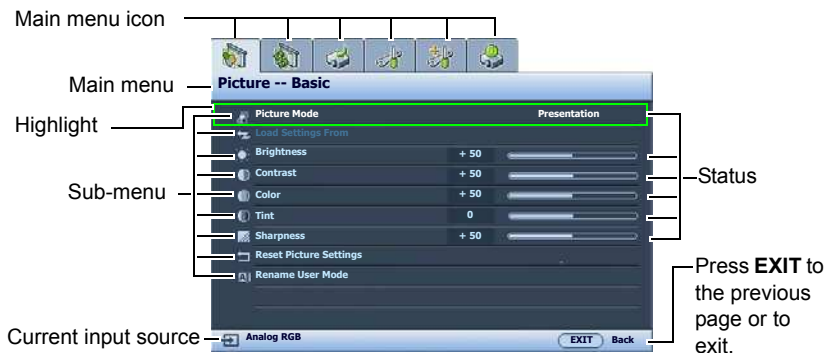 Main menu icon
Main menu
Picture -- Basic
Highlight
Picture Mode Presentation
Load Settings From
Brightness + 50
Contrast + 50
Status
Sub-menu
Color + 50
Tint 0
Sharpness + 50
Reset Picture Settings
Rename User Mode
Press EXIT to
the previous
page or to
exit.
Current input source
Analog RGB EXIT Back